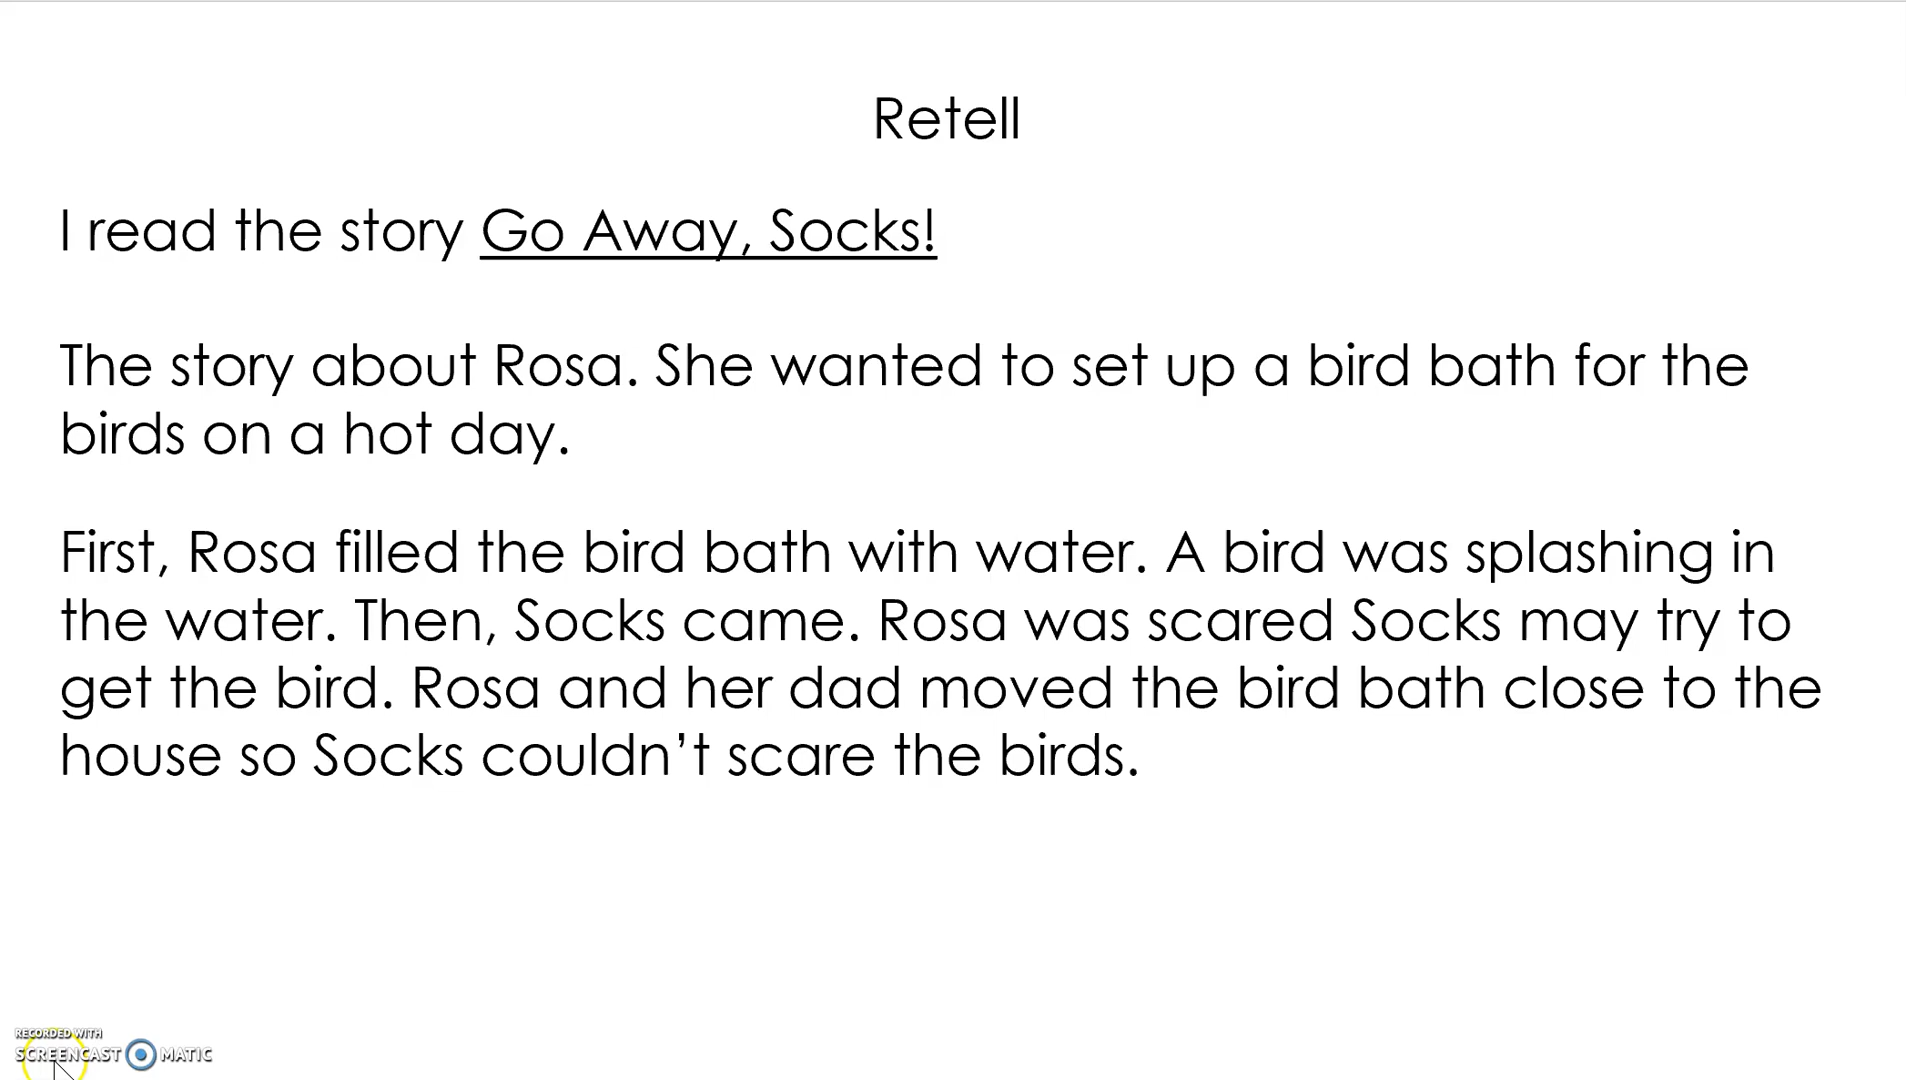 Retell
I read the story Go Away, Socks!
The story about Rosa. She wanted to set up a bird bath for the
birds on a hot day.
First, Rosa filled the bird bath with water. A bird was splashing in
the water. Then, Socks came. Rosa was scared Socks may try to
get the bird. Rosa and her dad moved the bird bath close to the
house so Socks couldn’t scare the birds.
RECORDED WITH
SCREENCAST MATIC